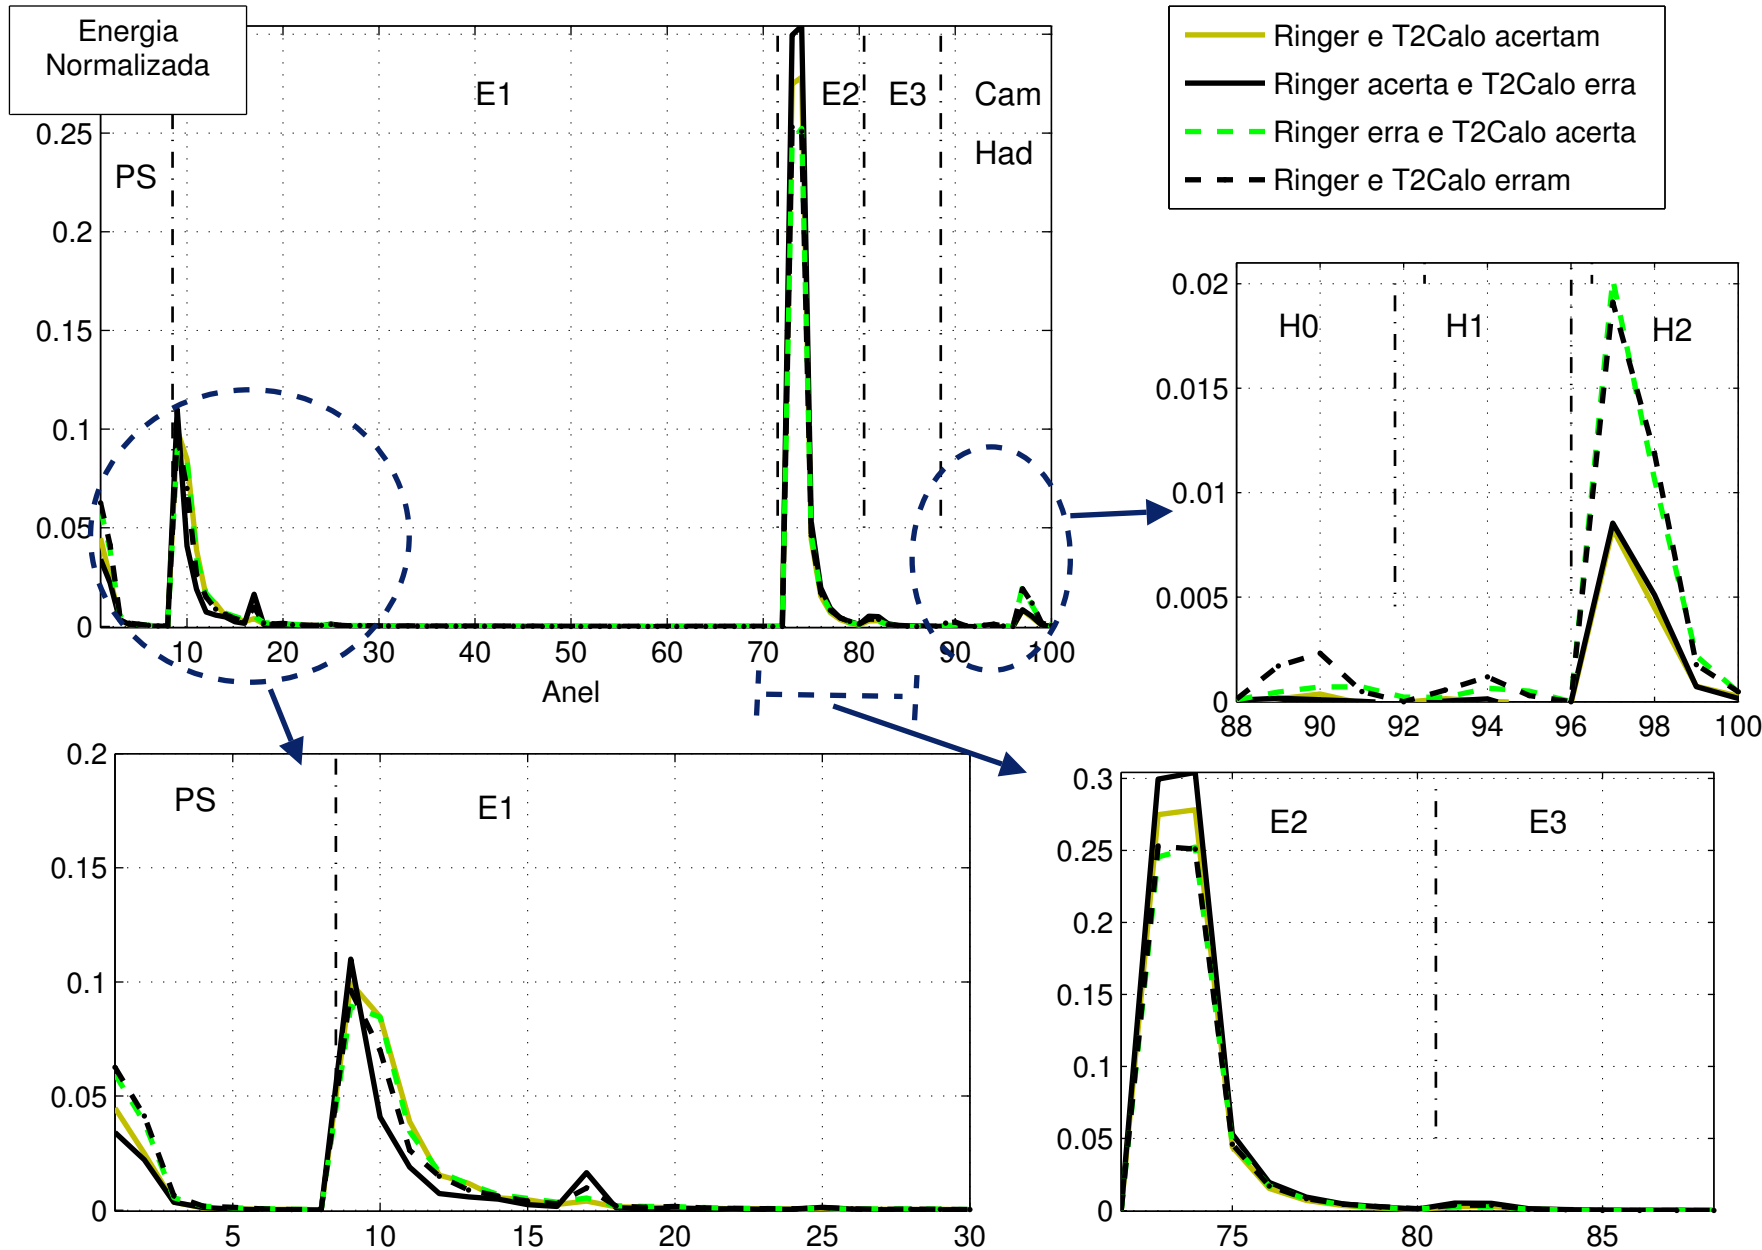 Energia
Normalizada
PS
E1
E2
E3
Cam
Had
0.25
0.2
0.15
0.1
0.05
0
10
20
30
40
50
60
70
80
90
100
Anel
Ringer e T2Calo acertam
Ringer acerta e T2Calo erra
Ringer erra e T2Calo acerta
Ringer e T2Calo erram
H0
H1
H2
0.02
0.015
0.01
0.005
0
88
90
92
94
96
98
100
PS
E1
0.2
0.15
0.1
0.05
0
5
10
15
20
25
30
E2
E3
0.3
0.25
0.2
0.15
0.1
0.05
0
75
80
85